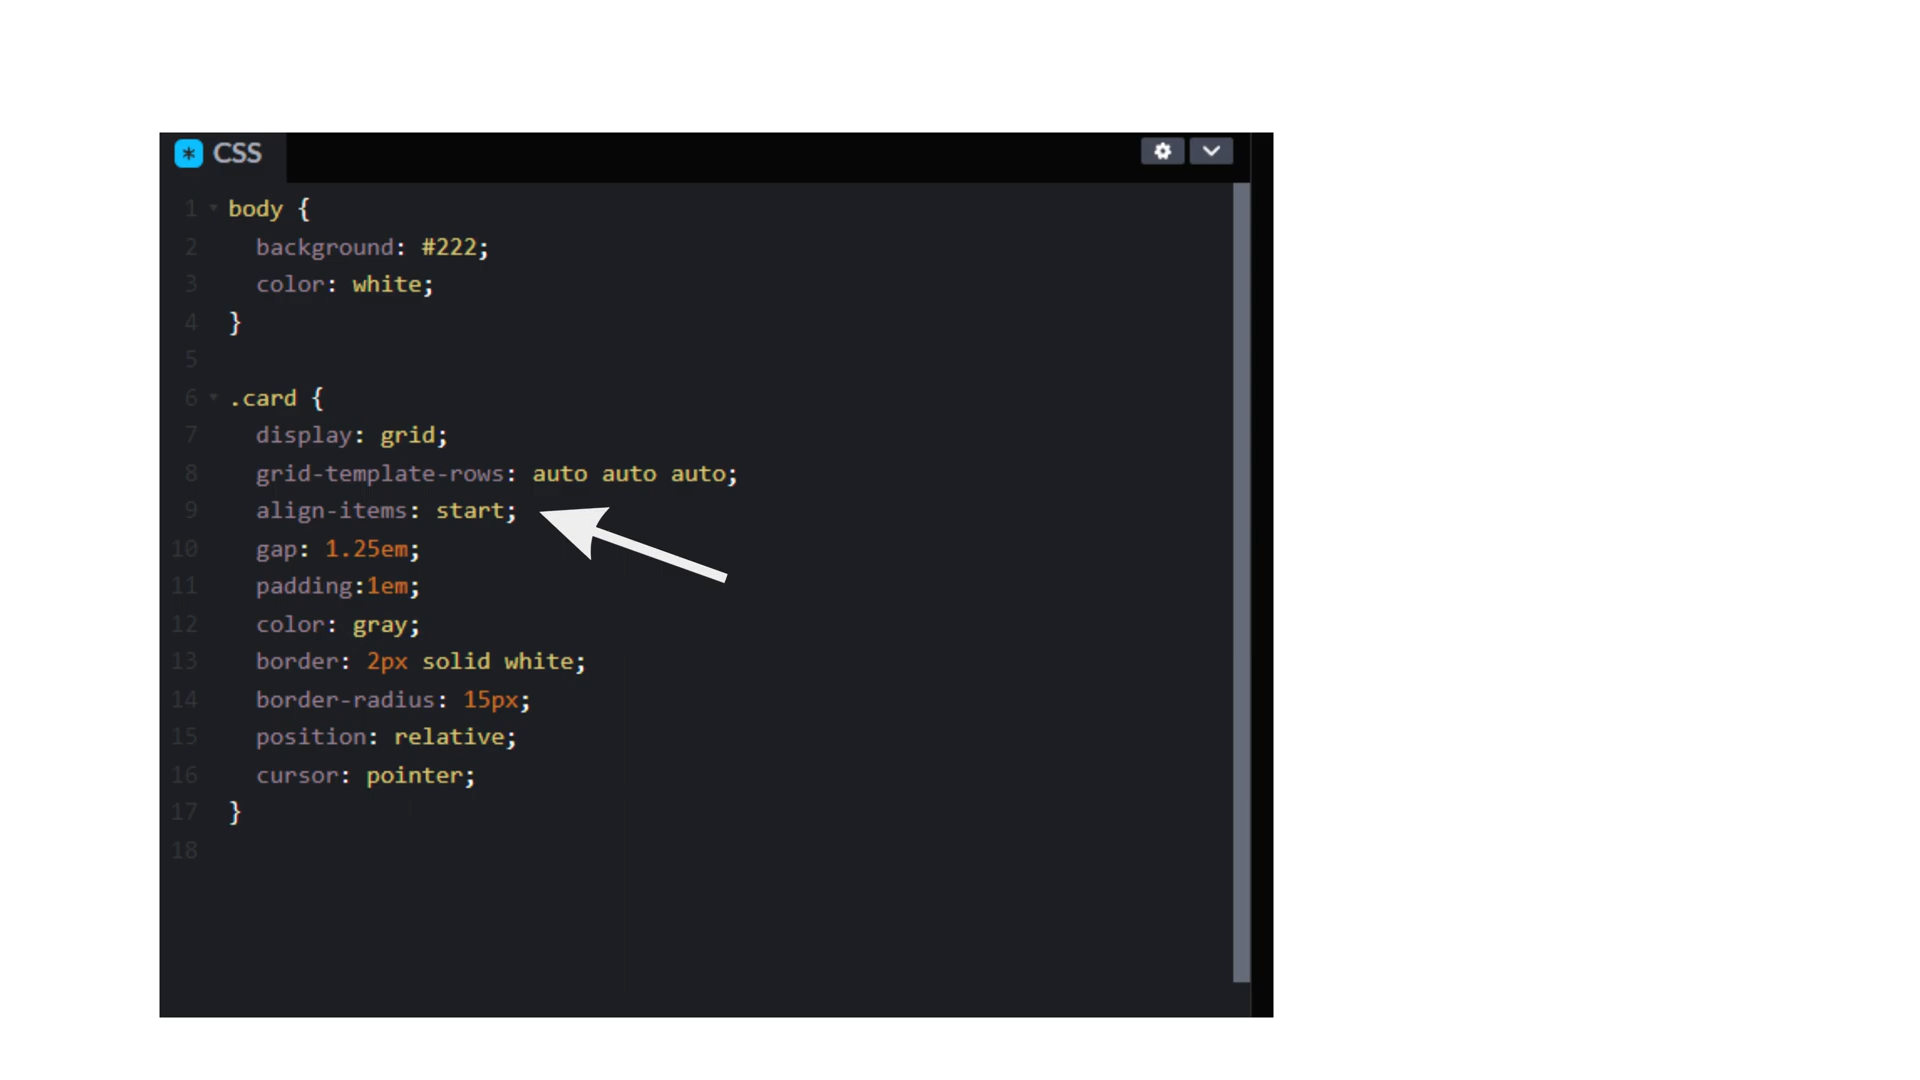 CSS
1 body {
2 background: #222;
3 color: white;
4 }
5
6 .card {
7 display: grid;
8 grid-template-rows: auto auto auto;
9 align-items: start;
10 gap: 1.25em;
11 padding:1em;
12 color: gray;
13 border: 2px solid white;
14 border-radius: 15px;
15 position: relative;
16 cursor: pointer;
17 }
18